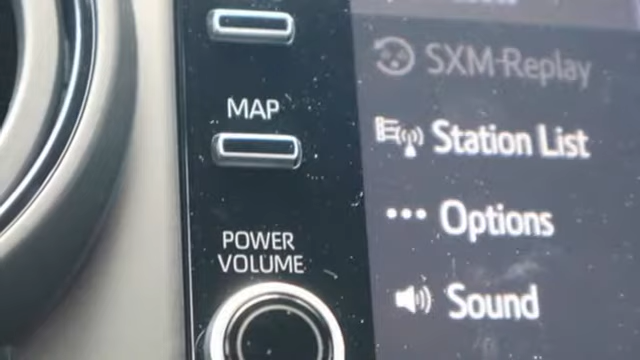 SXM-Replay
MAP
Station List
Options
POWER
VOLUME
Sound